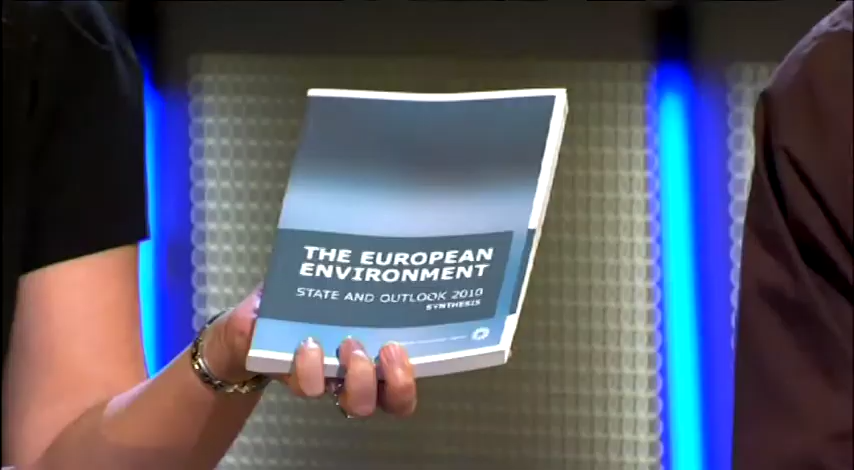 THE EUROPEAN
ENVIRONMENT
STATE AND OUTLOOK 2010
SYNTHESIS